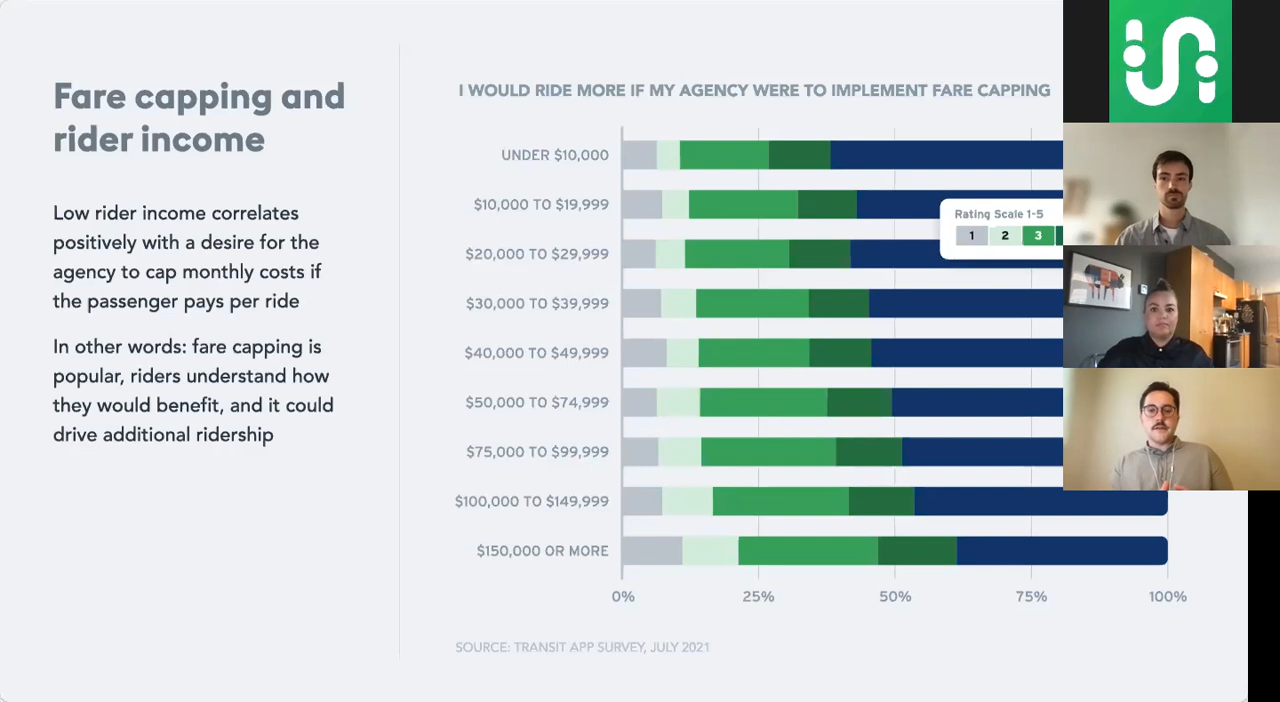 Fare capping and
rider income
Low rider income correlates
positively with a desire for the
agency to cap monthly costs if
the passenger pays per ride
In other words: fare capping is
popular, riders understand how
they would benefit, and it could
drive additional ridership
I WOULD RIDE MORE IF MY AGENCY WERE TO IMPLEMENT FARE CAPPING
UNDER $10,000
$10,000 TO $19,999
Rating Scale 1-5
1 2 3
$20,000 TO $29,999
$30,000 TO $39,999
$40,000 TO $49,999
$50,000 TO $74,999
$75,000 TO $99,999
$100,000 TO $149,999
$150,000 OR MORE
0% 25% 50% 75% 100%
SOURCE: TRANSIT APP SURVEY, JULY 2021